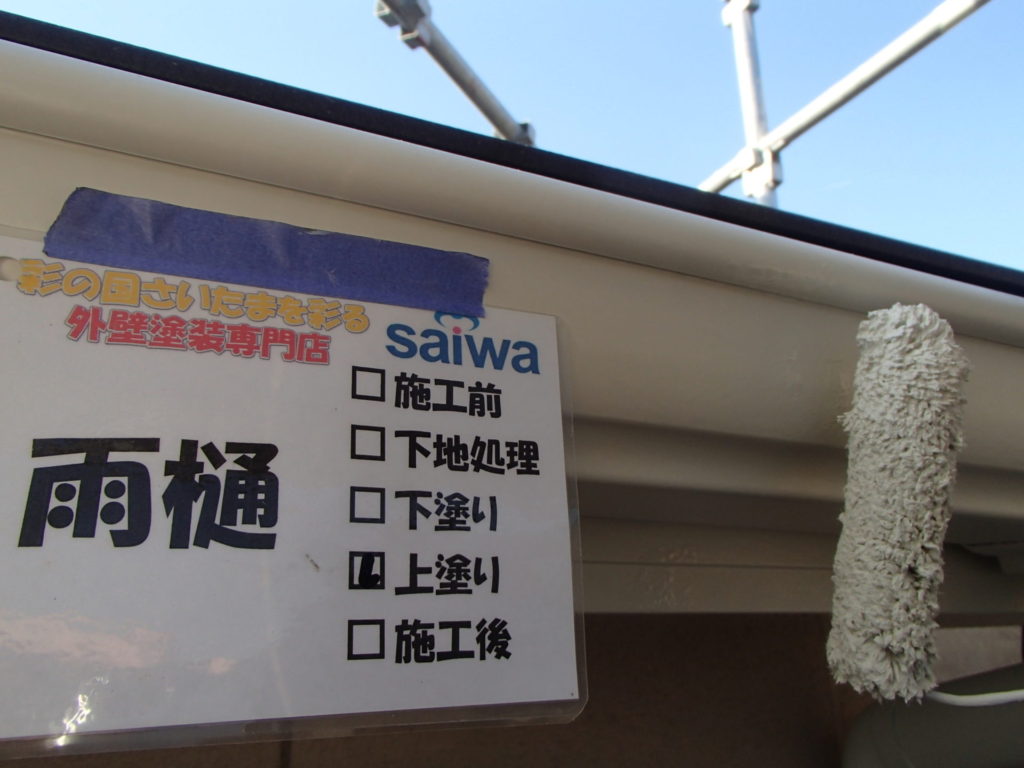 彩の国さいたまを彩る
外壁塗装専門店
saiwa
雨樋
施工前
下地処理
下塗り
上塗り
施工後